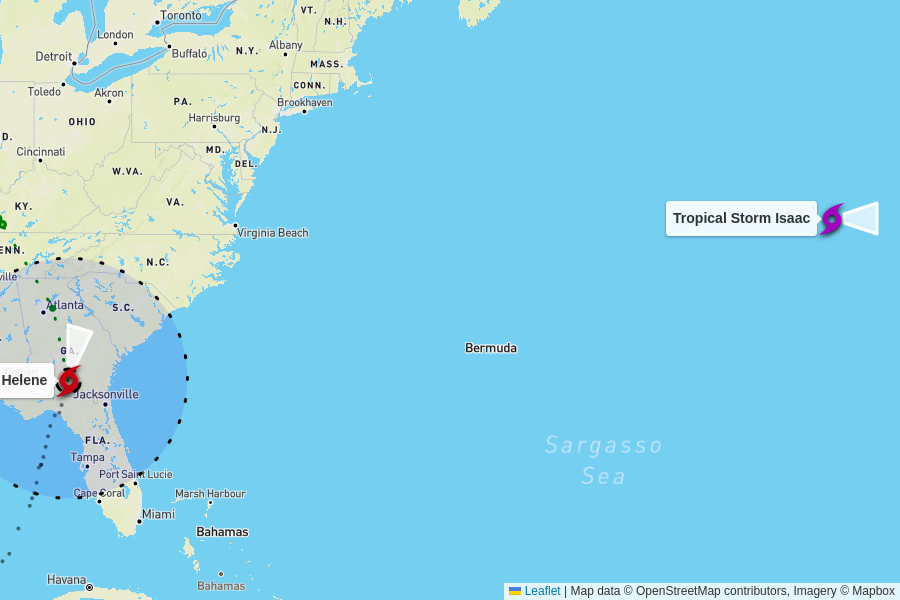 Toronto
VT.
N.H.
London
Albany
N.Y.
Detroit
Buffalo
MASS.
Toledo
Akron
CONN.
PA.
Brookhaven
OHIO
Harrisburg
N.J.
D.
Cincinnati
MD.
DEL.
W.VA.
KY.
VA.
Tropical Storm Isaac
Virginia Beach
ENN.
N.C.
ville
Atlanta
S.C.
GA.
Bermuda
Helene
Jacksonville
FLA.
Sargasso
Sea
Tampa
Port Saint Lucie
Cape Coral
Marsh Harbour
Miami
Bahamas
Havana
Bahamas
Leaflet | Map data © OpenStreetMap contributors, Imagery © Mapbox